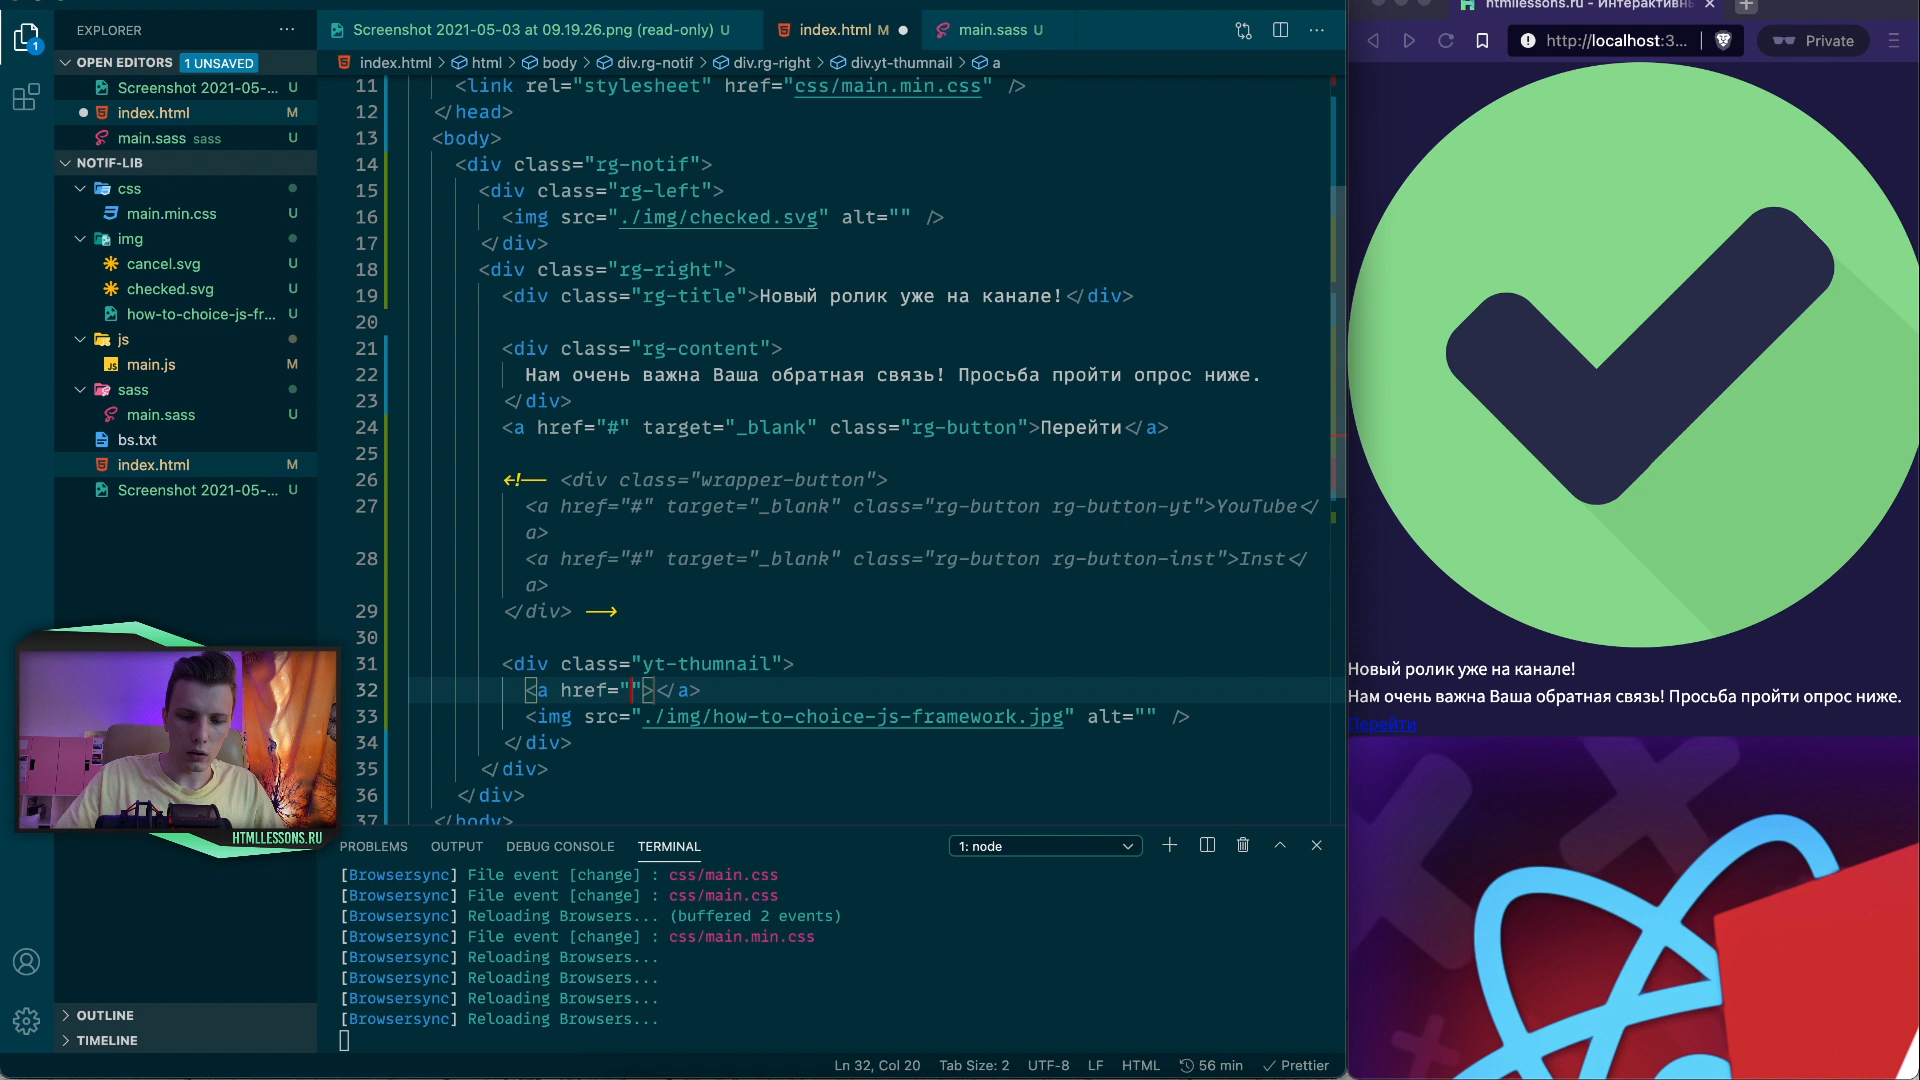 EXPLORER
OPEN EDITORS 1 UNSAVED
Screenshot 2021-05-... U
index.html M
main.sass sass U
NOTIF-LIB
css
main.min.css U
img
cancel.svg U
checked.svg U
how-to-choice-js-fr... U
js
main.js M
sass
main.sass U
bs.txt
index.html M
Screenshot 2021-05-... U
HTMLLESSONS.RU
OUTLINE
TIMELINE
Screenshot 2021-05-03 at 09.19.26.png (read-only) U
index.html M
main.sass U
index.html > html > body > div.rg-notif > div.rg-right > div.yt-thumnail > a
11 <link rel="stylesheet" href="css/main.min.css" />
12 </head>
13 <body>
14 <div class="rg-notif">
15 <div class="rg-left">
16 <img src="./img/checked.svg" alt="" />
17 </div>
18 <div class="rg-right">
19 <div class="rg-title">Новый ролик уже на канале!</div>
20
21 <div class="rg-content">
22 Нам очень важна Ваша обратная связь! Просьба пройти опрос ниже.
23 </div>
24 <a href="#" target="_blank" class="rg-button">Перейти</a>
25
26 <!-- <div class="wrapper-button">
27 <a href="#" target="_blank" class="rg-button rg-button-yt">YouTube</
a>
28 <a href="#" target="_blank" class="rg-button rg-button-inst">Inst</
a>
29 </div> -->
30
31 <div class="yt-thumnail">
32 <a href=""></a>
33 <img src="./img/how-to-choice-js-framework.jpg" alt="" />
34 </div>
35 </div>
36 </div>
37 </body>
PROBLEMS OUTPUT DEBUG CONSOLE TERMINAL 1: node
[Browsersync] File event [change] : css/main.css
[Browsersync] File event [change] : css/main.css
[Browsersync] Reloading Browsers... (buffered 2 events)
[Browsersync] File event [change] : css/main.min.css
[Browsersync] Reloading Browsers...
[Browsersync] Reloading Browsers...
[Browsersync] Reloading Browsers...
[Browsersync] Reloading Browsers...
Ln 32, Col 20 Tab Size: 2 UTF-8 LF HTML 56 min Prettier
htmllessons.ru - Интерактивн
http://localhost:3... Private
Новый ролик уже на канале!
Нам очень важна Ваша обратная связь! Просьба пройти опрос ниже.
Перейти